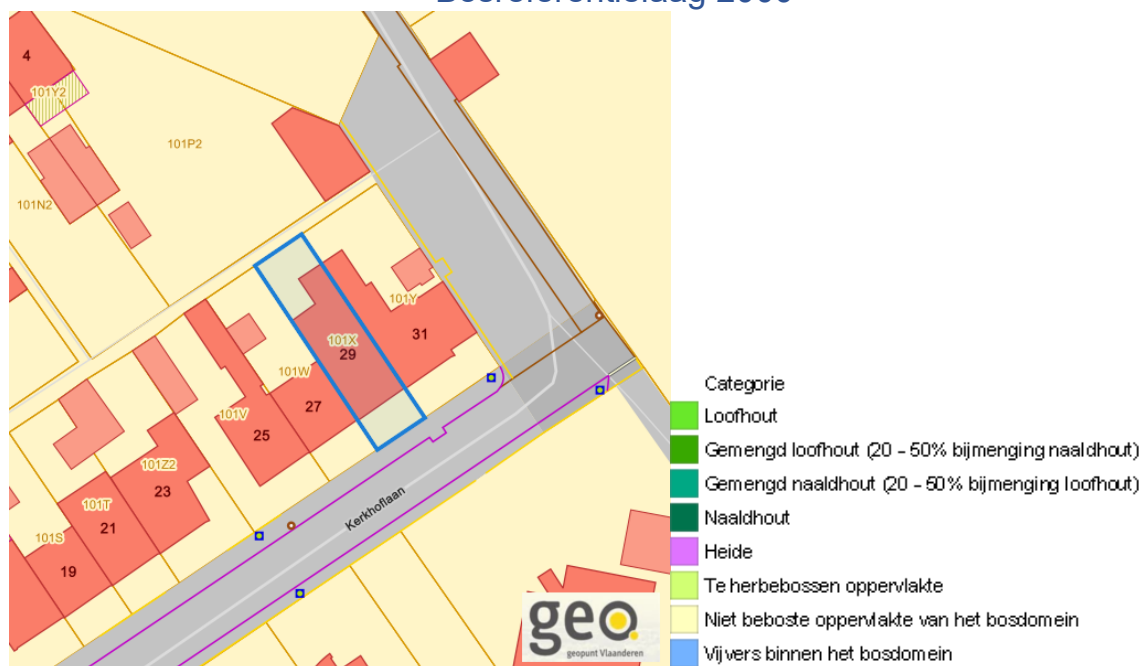 4
101Y2
101P2
101N2
101Y
31
101X
29
101W
27
101V
25
101Z2
23
101T
21
101S
19
Kerkhoflaan
geo.
geopunt Vlaanderen
Categorie
Loofhout
Gemengd loofhout (20 - 50% bijmenging naaldhout)
Gemengd naaldhout (20 - 50% bijmenging loofhout)
Naaldhout
Heide
Te herbebossen oppervlakte
Niet beboste oppervlakte van het bosdomein
Vijvers binnen het bosdomein